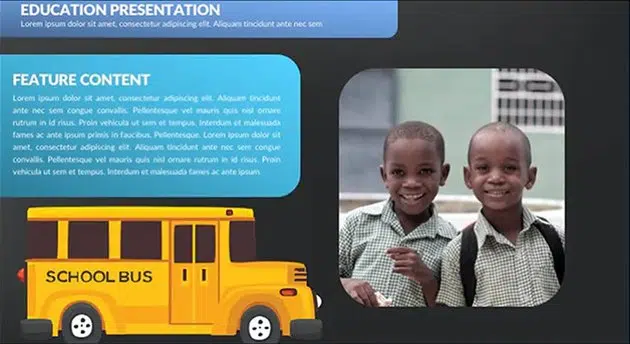 EDUCATION PRESENTATION
Lorem ipsum dolor sit amet, consectetur adipiscing elit. Aliquam tincidunt ante nec sem
FEATURE CONTENT
Lorem ipsum dolor sit amet, consectetur adipiscing elit. Aliquam tincidunt
ante nec sem congue convallis. Pellentesque vel mauris quis nisl ornare
rutrum in id risus. Proin vehicula ut sem et tempus. Interdum et malesuada
fames ac ante ipsum primis in faucibus. Pellentesque. Lorem ipsum dolor sit
amet, consectetur adipiscing elit. Aliquam tincidunt ante nec sem congue
convallis. Pellentesque vel mauris quis nisl ornare rutrum in id risus. Proin
vehicula ut sem et tempus. Interdum et malesuada fames ac ante ipsum
SCHOOL BUS